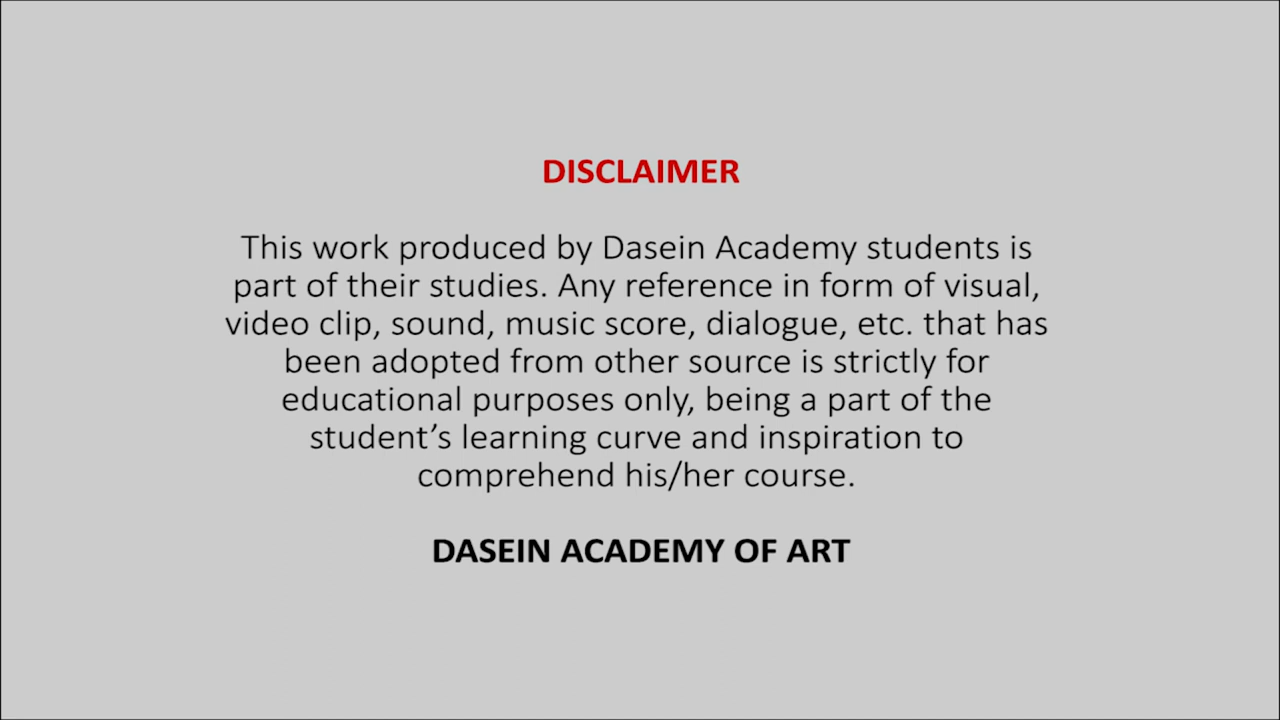 DISCLAIMER
This work produced by Dasein Academy students is
part of their studies. Any reference in form of visual,
video clip, sound, music score, dialogue, etc. that has
been adopted from other source is strictly for
educational purposes only, being a part of the
student’s learning curve and inspiration to
comprehend his/her course.
DASEIN ACADEMY OF ART